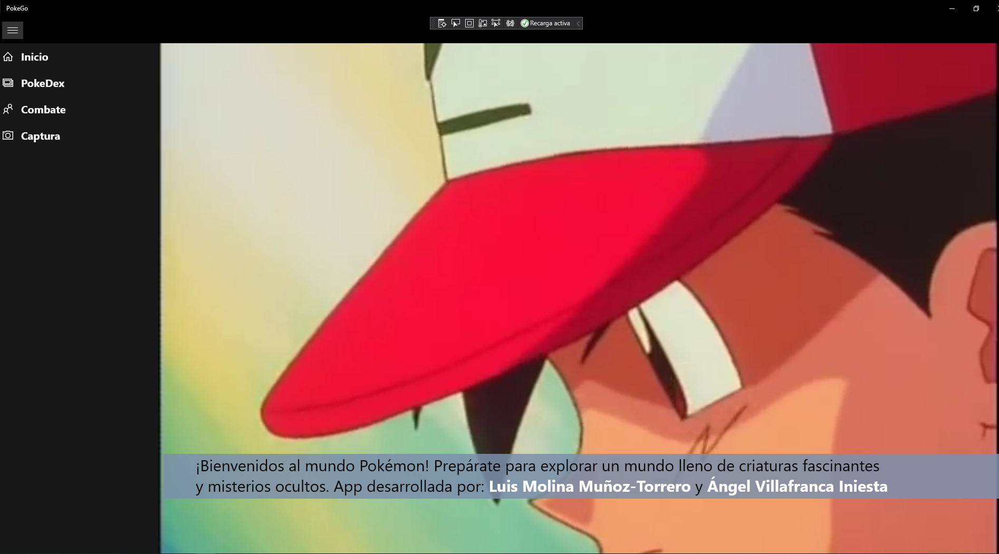 PokeGo
Recarga activa
Inicio
PokeDex
Combate
Captura
¡Bienvenidos al mundo Pokémon! Prepárate para explorar un mundo lleno de criaturas fascinantes
y misterios ocultos. App desarrollada por: Luis Molina Muñoz-Torrero y Ángel Villafranca Iniesta